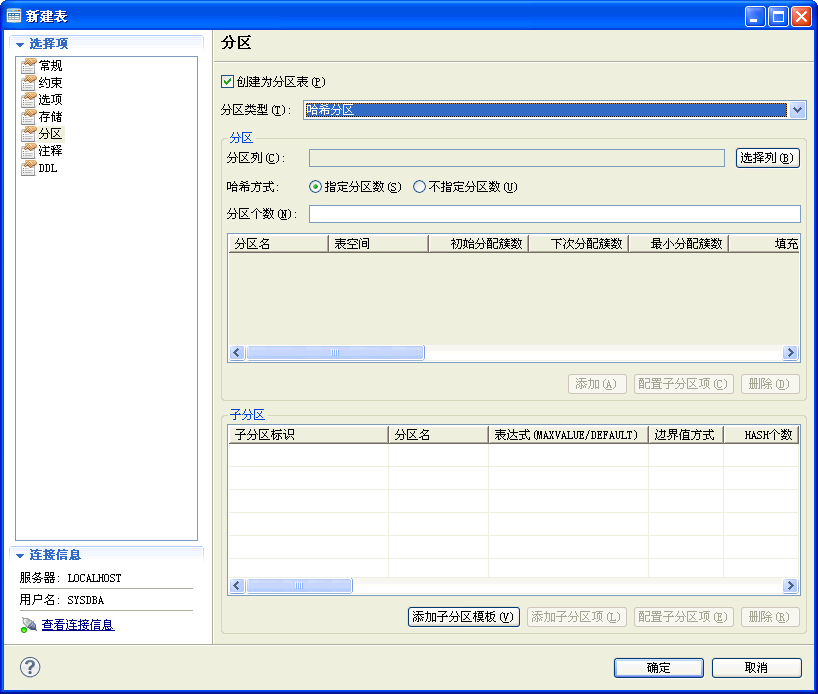 新建表
选择项
常规
约束
选项
存储
分区
注释
DDL
连接信息
服务器: LOCALHOST
用户名: SYSDBA
查看连接信息
分区
创建为分区表(P)
分区类型(T): 哈希分区
分区
分区列(C): 选择列(B)
哈希方式: 指定分区数(S) 不指定分区数(U)
分区个数(N):
分区名 表空间 初始分配簇数 下次分配簇数 最小分配簇数 填充
添加(A) 配置子分区项(C) 删除(D)
子分区
子分区标识 分区名 表达式(MAXVALUE/DEFAULT) 边界值方式 HASH个数
添加子分区模板(V) 添加子分区项(L) 配置子分区项(E) 删除(R)
确定 取消